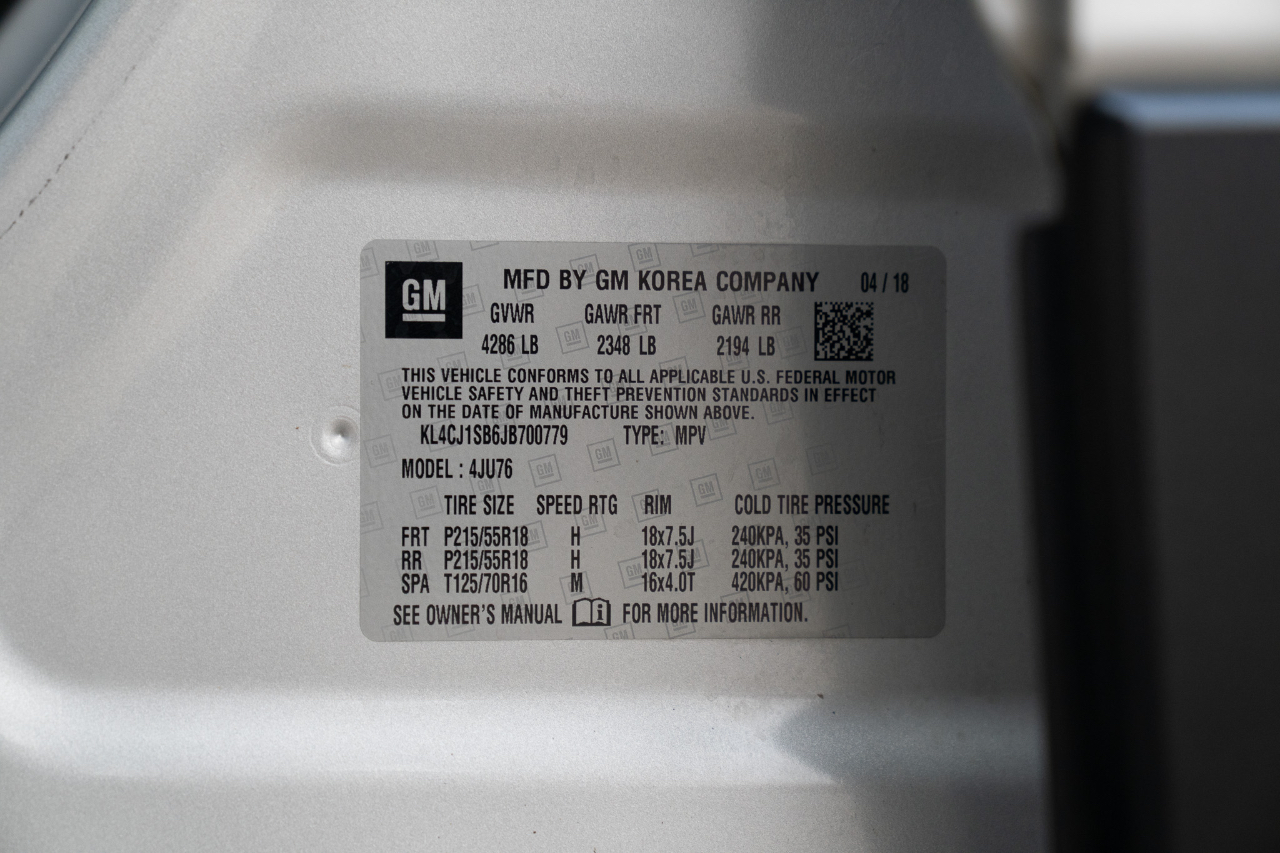 GM
MFD BY GM KOREA COMPANY 04 / 18
GVWR GAWR FRT GAWR RR
4286 LB 2348 LB 2194 LB
THIS VEHICLE CONFORMS TO ALL APPLICABLE U.S. FEDERAL MOTOR
VEHICLE SAFETY AND THEFT PREVENTION STANDARDS IN EFFECT
ON THE DATE OF MANUFACTURE SHOWN ABOVE.
KL4CJ1SB6JB700779 TYPE: MPV
MODEL : 4JU76
TIRE SIZE SPEED RTG RIM COLD TIRE PRESSURE
FRT P215/55R18 H 18x7.5J 240KPA, 35 PSI
RR P215/55R18 H 18x7.5J 240KPA, 35 PSI
SPA T125/70R16 M 16x4.0T 420KPA, 60 PSI
SEE OWNER'S MANUAL i FOR MORE INFORMATION.